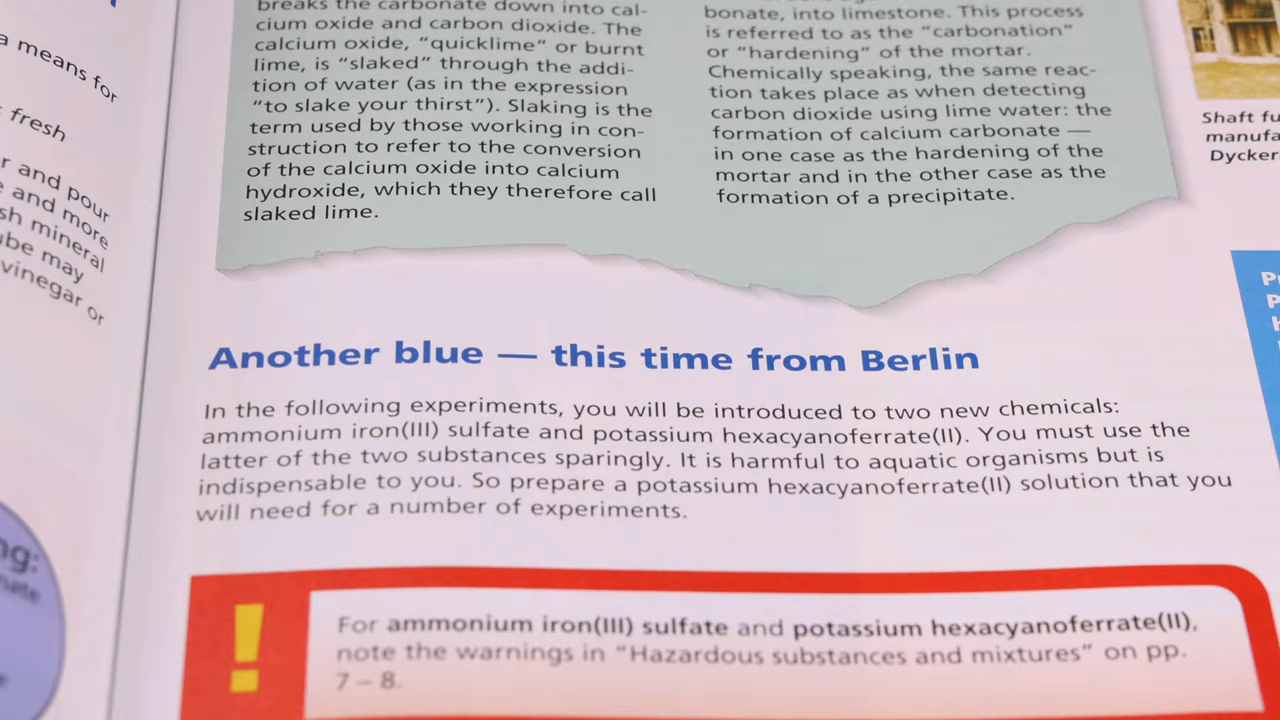 a means for
fresh
r and pour
e and more
sh mineral
ube may
vinegar or
breaks the carbonate down into cal-
cium oxide and carbon dioxide. The
calcium oxide, “quicklime” or burnt
lime, is “slaked” through the addi-
tion of water (as in the expression
“to slake your thirst”). Slaking is the
term used by those working in con-
struction to refer to the conversion
of the calcium oxide into calcium
hydroxide, which they therefore call
slaked lime.
bonate, into limestone. This process
is referred to as the “carbonation”
or “hardening” of the mortar.
Chemically speaking, the same reac-
tion takes place as when detecting
carbon dioxide using lime water: the
formation of calcium carbonate —
in one case as the hardening of the
mortar and in the other case as the
formation of a precipitate.
Shaft fu
manufa
Dycker
Another blue — this time from Berlin
In the following experiments, you will be introduced to two new chemicals:
ammonium iron(III) sulfate and potassium hexacyanoferrate(II). You must use the
latter of the two substances sparingly. It is harmful to aquatic organisms but is
indispensable to you. So prepare a potassium hexacyanoferrate(II) solution that you
will need for a number of experiments.
ng:
nate
! For ammonium iron(III) sulfate and potassium hexacyanoferrate(II),
note the warnings in “Hazardous substances and mixtures” on pp.
7 – 8.